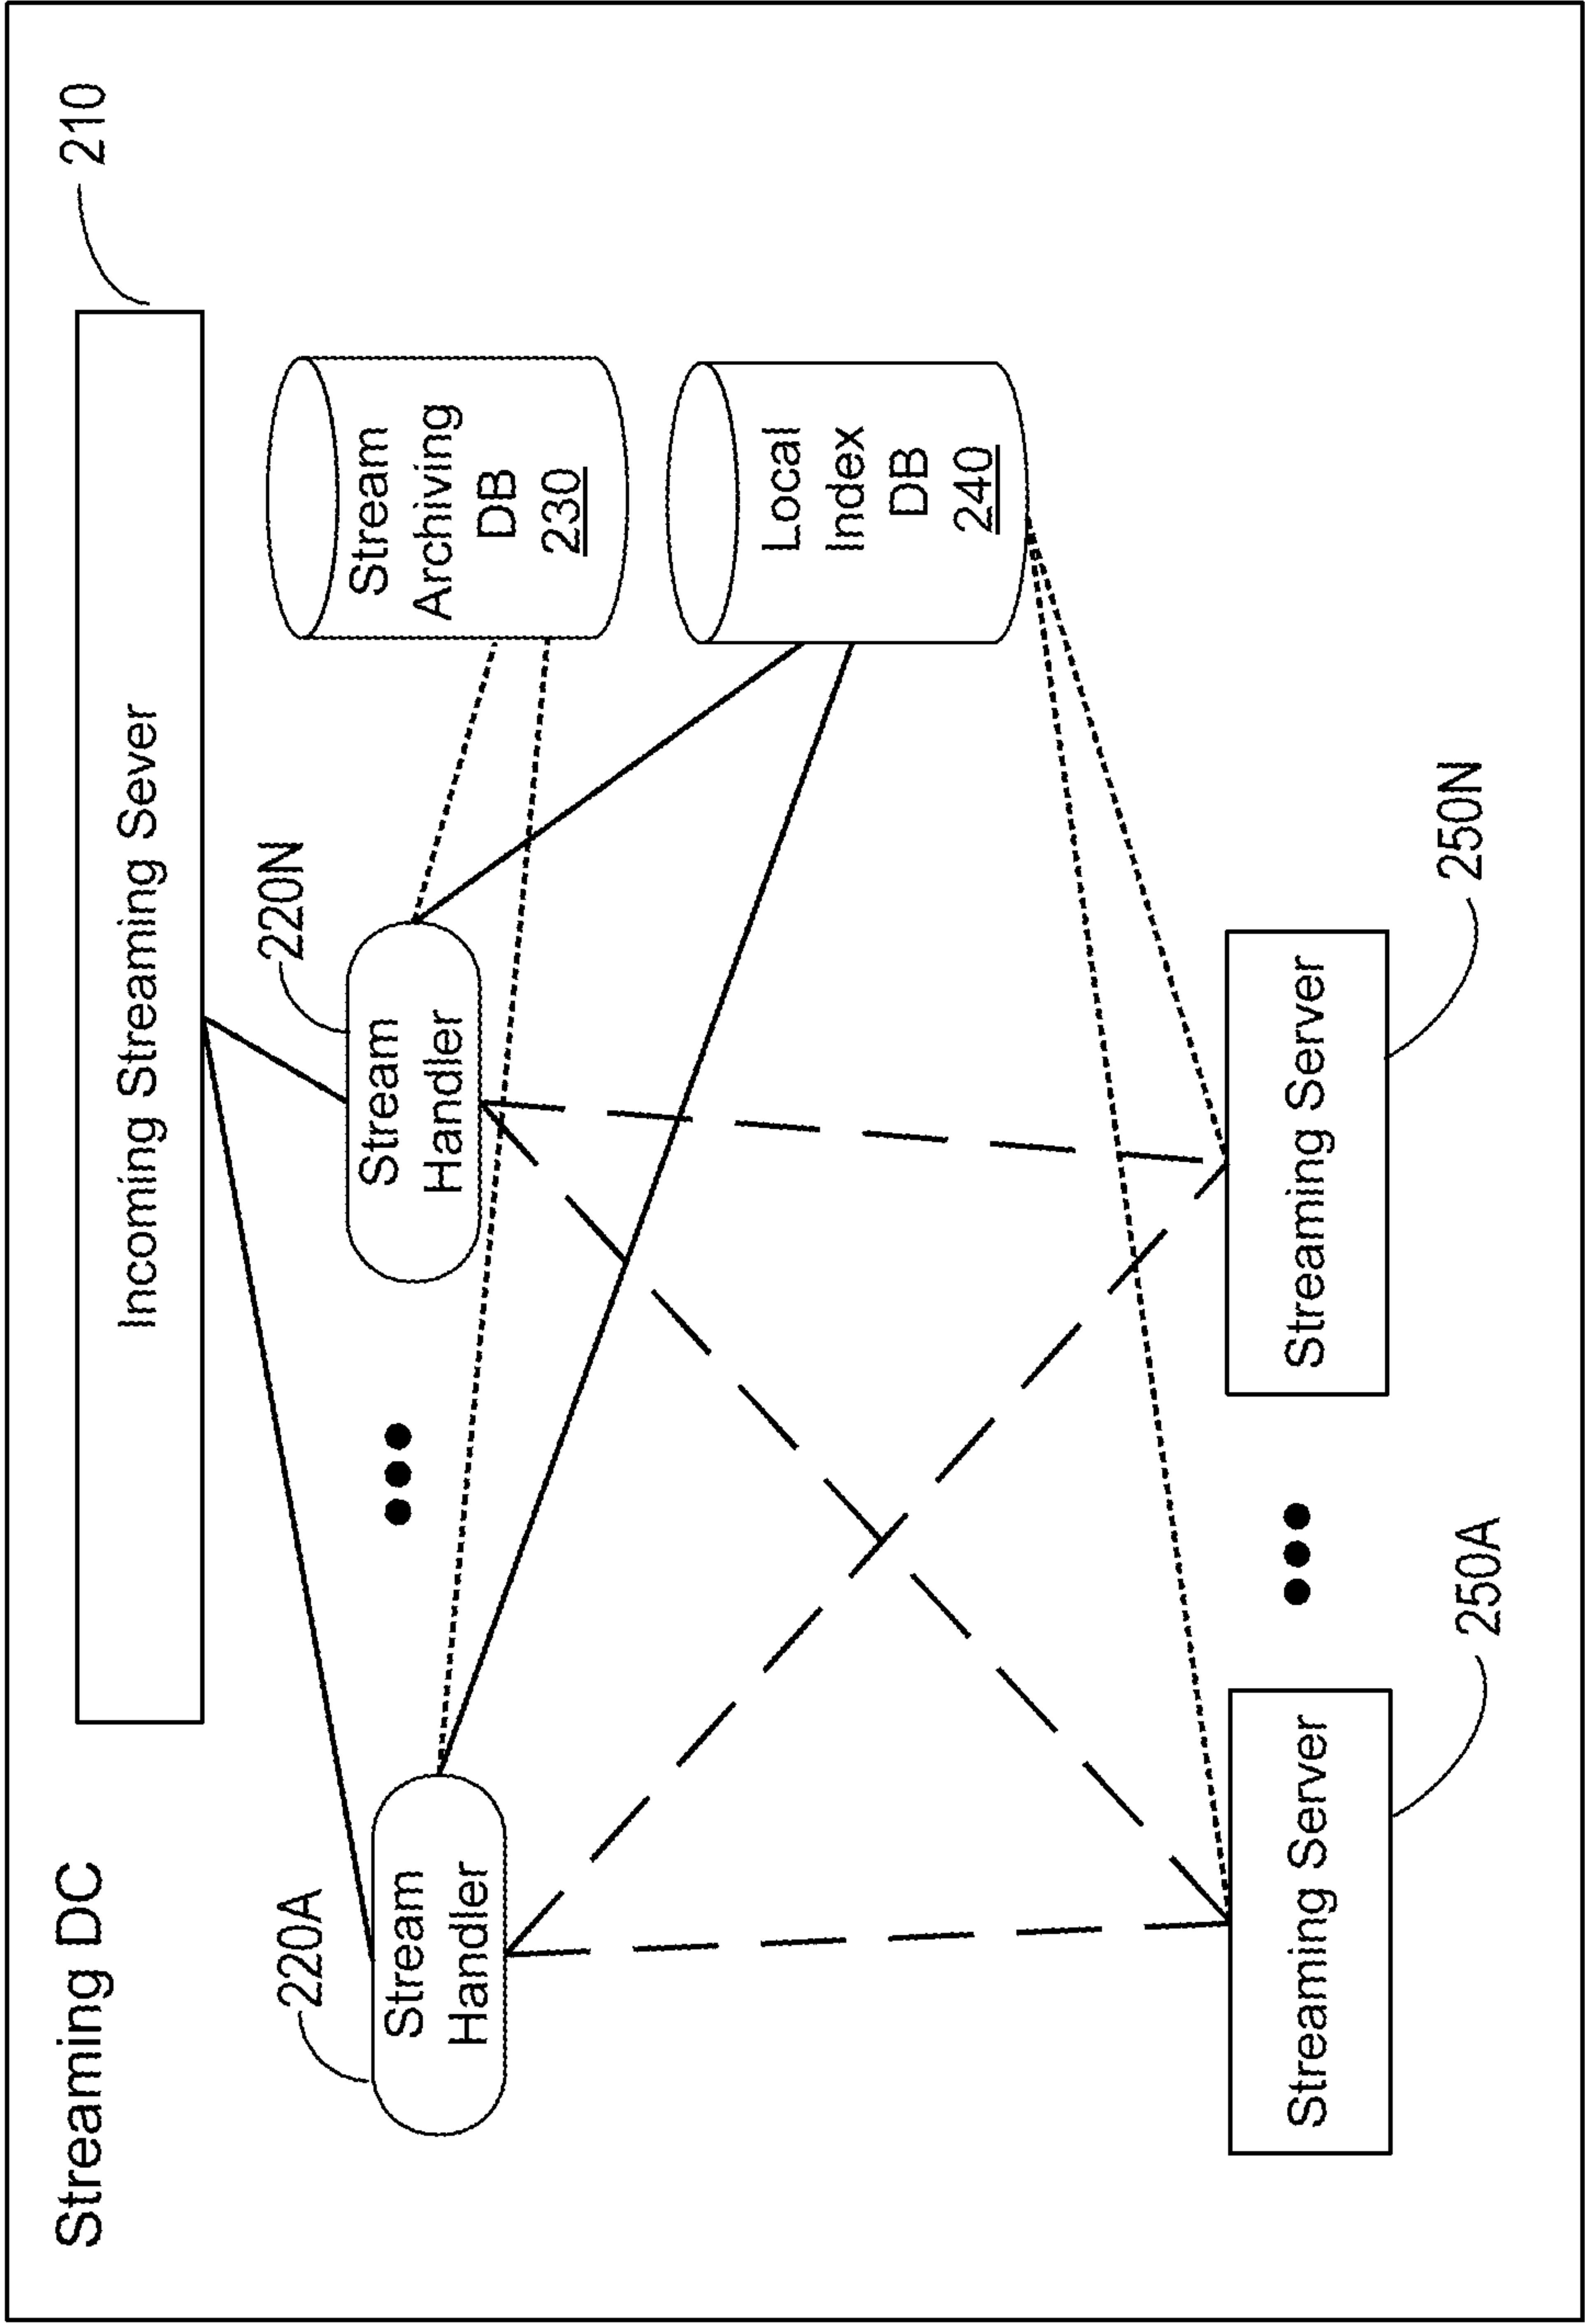 Streaming DC
210
Incoming Streaming Sever
220A
Stream
Handler
220N
Stream
Handler
Stream
Archiving
DB
230
Local
Index
DB
240
Streaming Server
250A
Streaming Server
250N